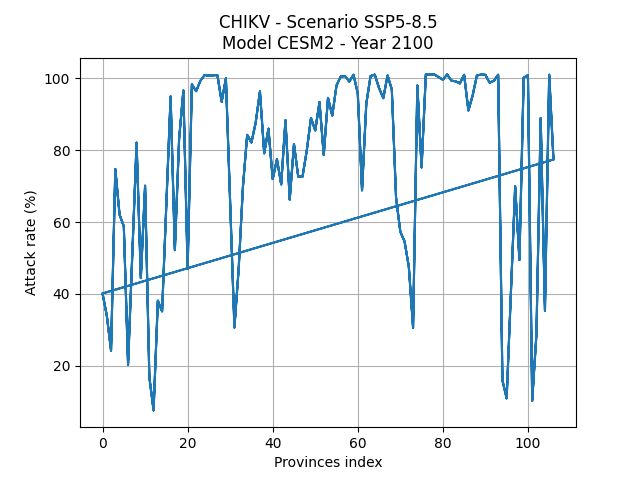 CHIKV - Scenario SSP5-8.5
Model CESM2 - Year 2100
Attack rate (%)
100
80
60
40
20
0 20 40 60 80 100
Provinces index